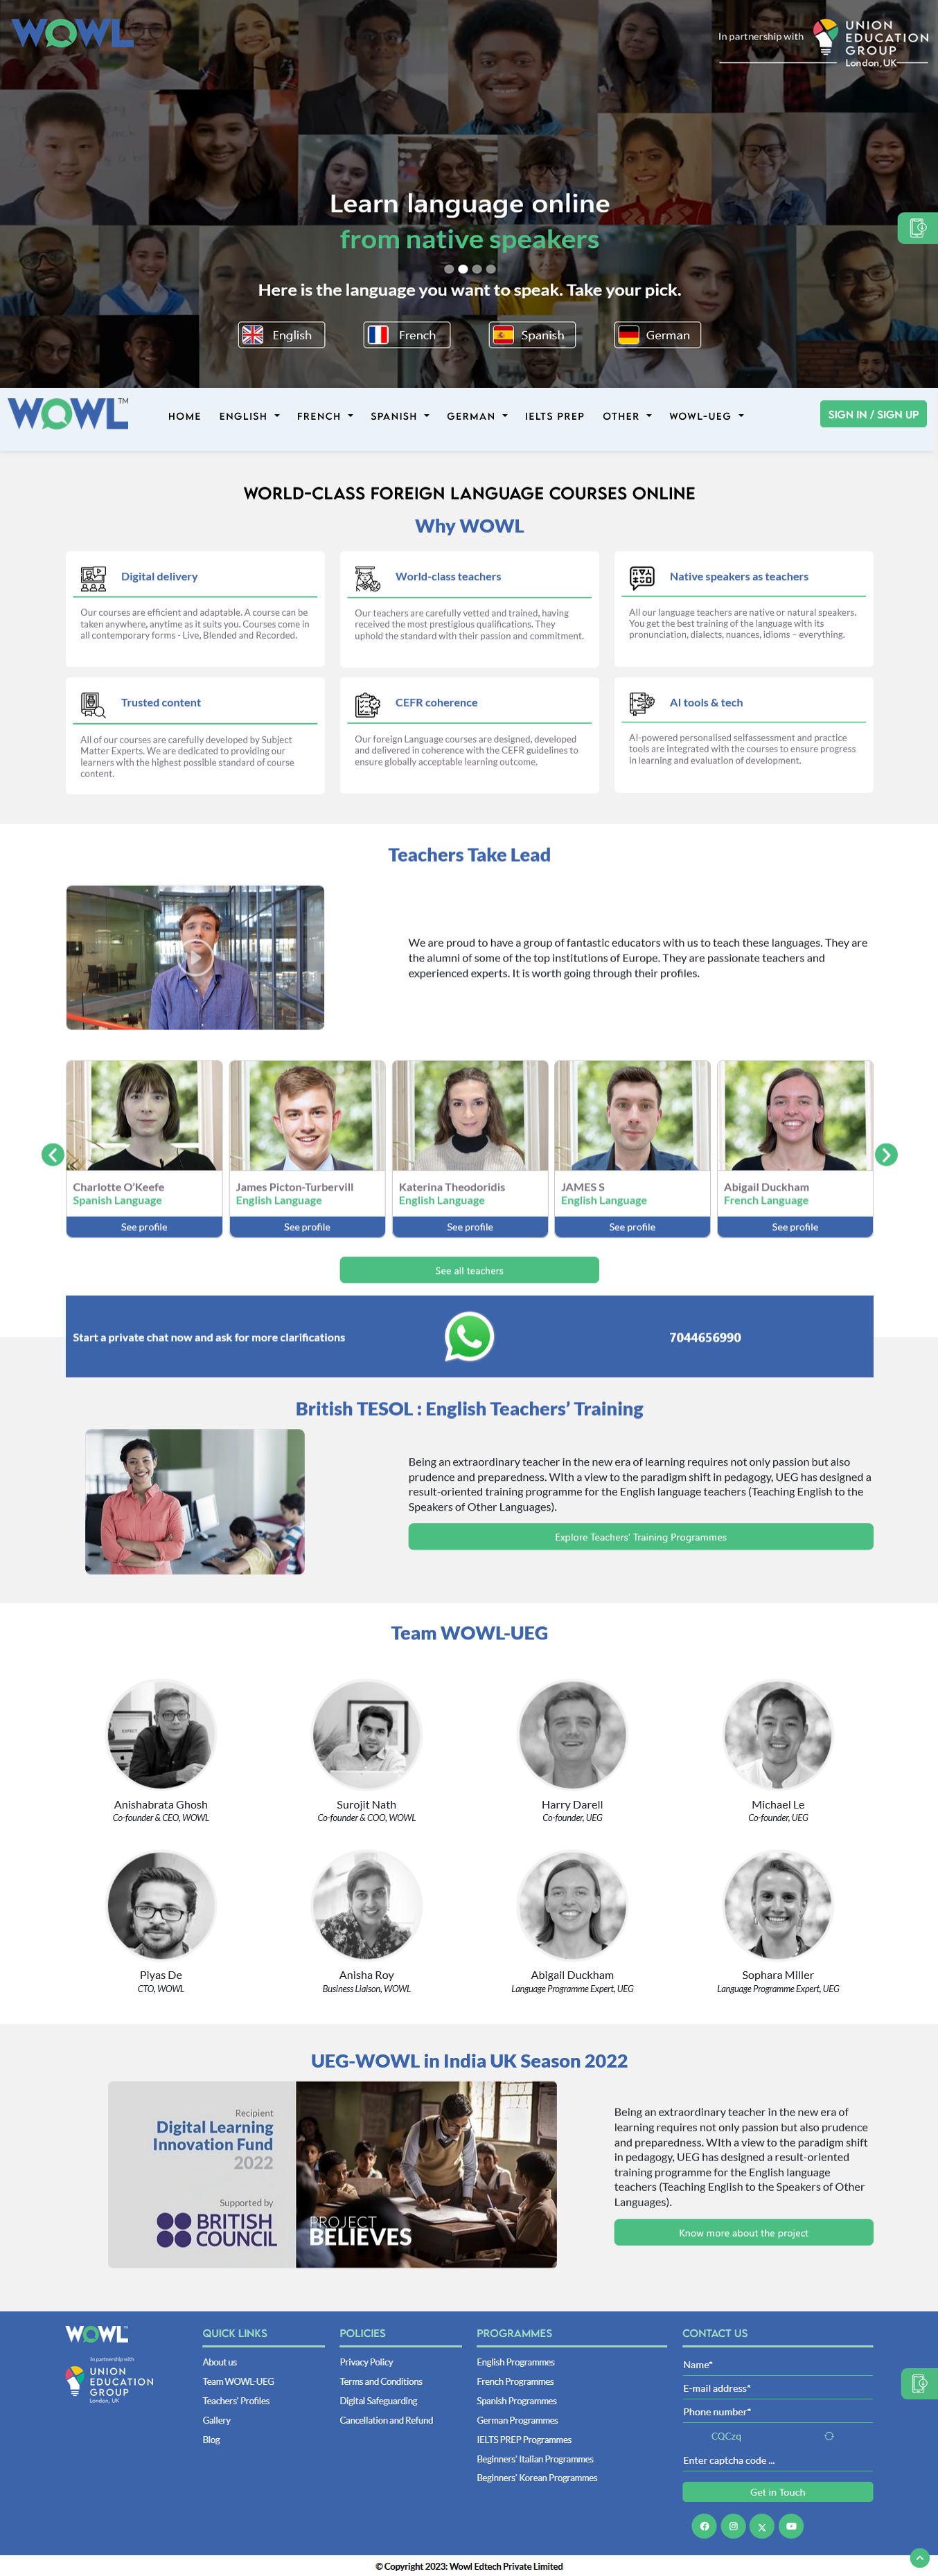 WOWL
In partnership with
UNION
EDUCATION
GROUP
London, UK
Learn language online
from native speakers
Here is the language you want to speak. Take your pick.
English
French
Spanish
German
WOWL TM
HOME
ENGLISH
FRENCH
SPANISH
GERMAN
IELTS PREP
OTHER
WOWL-UEG
SIGN IN / SIGN UP
WORLD-CLASS FOREIGN LANGUAGE COURSES ONLINE
Why WOWL
Digital delivery
Our courses are efficient and adaptable. A course can be
taken anywhere, anytime as it suits you. Courses come in
all contemporary forms - Live, Blended and Recorded.
World-class teachers
Our teachers are carefully vetted and trained, having
received the most prestigious qualifications. They
uphold the standard with their passion and commitment.
Native speakers as teachers
All our language teachers are native or natural speakers.
You get the best training of the language with its
pronunciation, dialects, nuances, idioms – everything.
Trusted content
All of our courses are carefully developed by Subject
Matter Experts. We are dedicated to providing our
learners with the highest possible standard of course
content.
CEFR coherence
Our foreign Language courses are designed, developed
and delivered in coherence with the CEFR guidelines to
ensure globally acceptable learning outcome.
AI tools & tech
AI-powered personalised selfassessment and practice
tools are integrated with the courses to ensure progress
in learning and evaluation of development.
Teachers Take Lead
We are proud to have a group of fantastic educators with us to teach these languages. They are
the alumni of some of the top institutions of Europe. They are passionate teachers and
experienced experts. It is worth going through their profiles.
Charlotte O’Keefe
Spanish Language
See profile
James Picton-Turbervill
English Language
See profile
Katerina Theodoridis
English Language
See profile
JAMES S
English Language
See profile
Abigail Duckham
French Language
See profile
See all teachers
Start a private chat now and ask for more clarifications
7044656990
British TESOL : English Teachers’ Training
Being an extraordinary teacher in the new era of learning requires not only passion but also
prudence and preparedness. WIth a view to the paradigm shift in pedagogy, UEG has designed a
result-oriented training programme for the English language teachers (Teaching English to the
Speakers of Other Languages).
Explore Teachers' Training Programmes
Team WOWL-UEG
Anishabrata Ghosh
Co-founder & CEO, WOWL
Surojit Nath
Co-founder & COO, WOWL
Harry Darell
Co-founder, UEG
Michael Le
Co-founder, UEG
Piyas De
CTO, WOWL
Anisha Roy
Business Liaison, WOWL
Abigail Duckham
Language Programme Expert, UEG
Sophara Miller
Language Programme Expert, UEG
UEG-WOWL in India UK Season 2022
Recipient
Digital Learning
Innovation Fund
2022
Supported by
BRITISH
COUNCIL
PROJECT
BELIEVES
Being an extraordinary teacher in the new era of
learning requires not only passion but also prudence
and preparedness. WIth a view to the paradigm shift
in pedagogy, UEG has designed a result-oriented
training programme for the English language
teachers (Teaching English to the Speakers of Other
Languages).
Know more about the project
WOWL
In partnership with
UNION
EDUCATION
GROUP
London, UK
QUICK LINKS
About us
Team WOWL-UEG
Teachers' Profiles
Gallery
Blog
POLICIES
Privacy Policy
Terms and Conditions
Digital Safeguarding
Cancellation and Refund
PROGRAMMES
English Programmes
French Programmes
Spanish Programmes
German Programmes
IELTS PREP Programmes
Beginners' Italian Programmes
Beginners' Korean Programmes
CONTACT US
Name*
E-mail address*
Phone number*
CQCzq
Enter captcha code ...
Get in Touch
© Copyright 2023: Wowl Edtech Private Limited